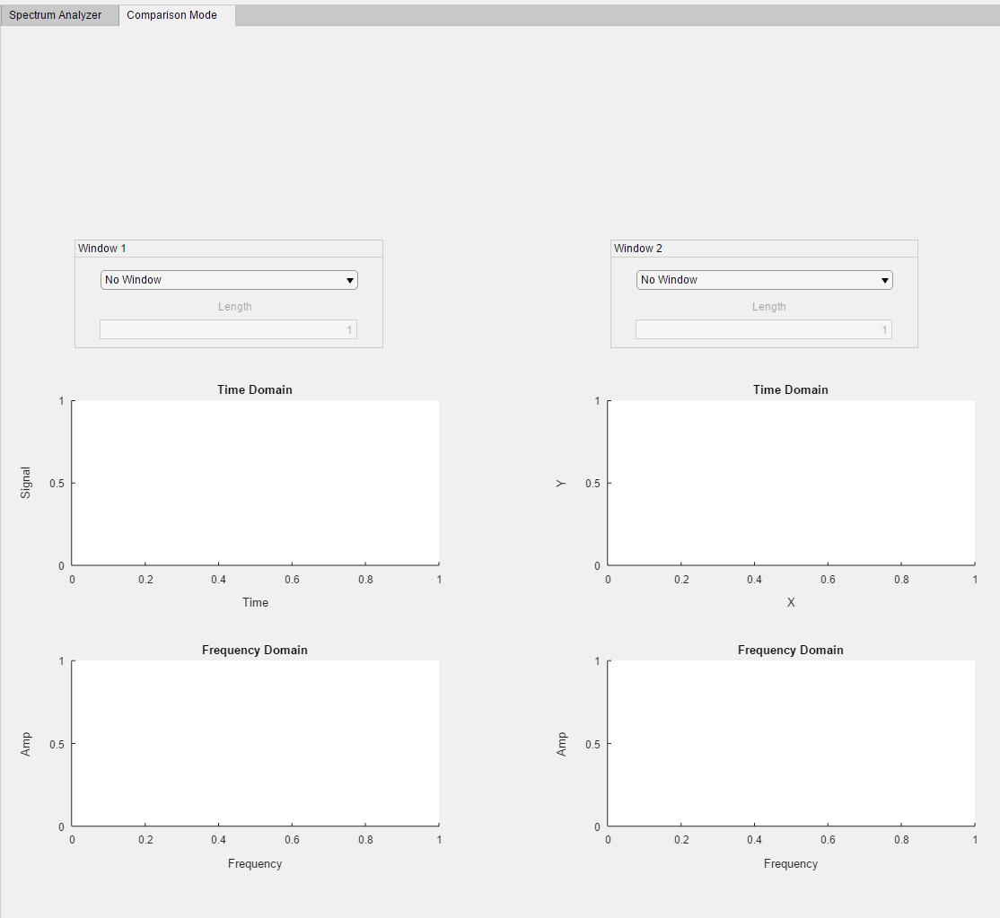 Spectrum Analyzer Comparison Mode
Window 1
No Window
Length
1
Window 2
No Window
Length
1
Time Domain
1
0.5
0
Signal
0 0.2 0.4 0.6 0.8 1
Time
Time Domain
1
0.5
0
Y
0 0.2 0.4 0.6 0.8 1
X
Frequency Domain
1
0.5
0
Amp
0 0.2 0.4 0.6 0.8 1
Frequency
Frequency Domain
1
0.5
0
Amp
0 0.2 0.4 0.6 0.8 1
Frequency